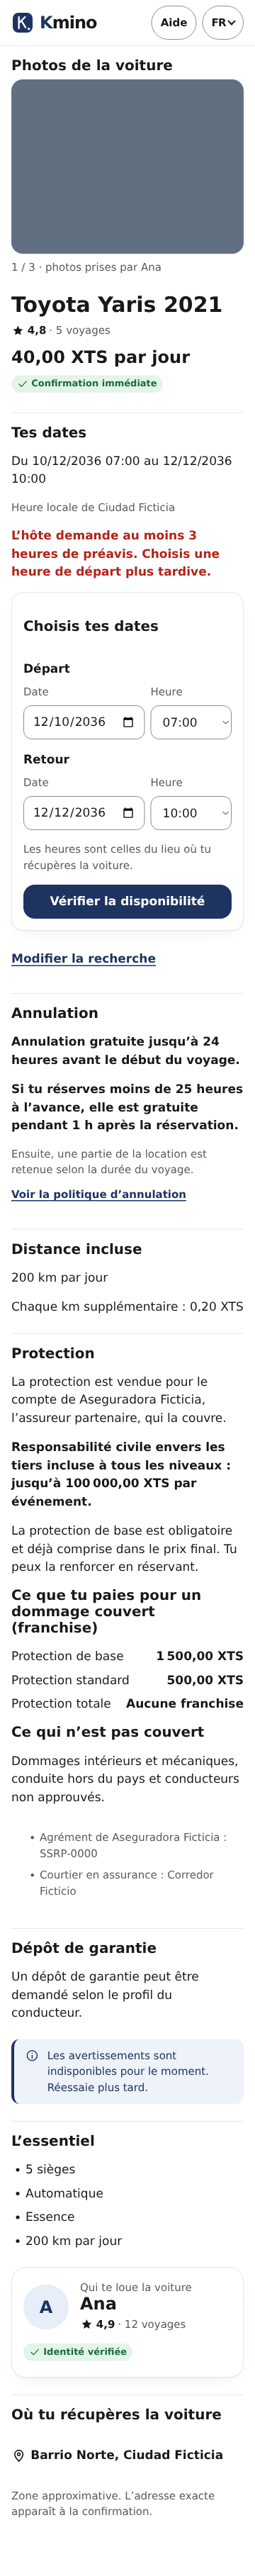 Kmino
Aide
FR
Photos de la voiture
1 / 3 · photos prises par Ana
Toyota Yaris 2021
★ 4,8 · 5 voyages
40,00 XTS par jour
Confirmation immédiate
Tes dates
Du 10/12/2036 07:00 au 12/12/2036
10:00
Heure locale de Ciudad Ficticia
L’hôte demande au moins 3
heures de préavis. Choisis une
heure de départ plus tardive.
Choisis tes dates
Départ
Date
Heure
12/10/2036
07:00
Retour
Date
Heure
12/12/2036
10:00
Les heures sont celles du lieu où tu
récupères la voiture.
Vérifier la disponibilité
Modifier la recherche
Annulation
Annulation gratuite jusqu’à 24
heures avant le début du voyage.
Si tu réserves moins de 25 heures
à l’avance, elle est gratuite
pendant 1 h après la réservation.
Ensuite, une partie de la location est
retenue selon la durée du voyage.
Voir la politique d’annulation
Distance incluse
200 km par jour
Chaque km supplémentaire : 0,20 XTS
Protection
La protection est vendue pour le
compte de Aseguradora Ficticia,
l’assureur partenaire, qui la couvre.
Responsabilité civile envers les
tiers incluse à tous les niveaux :
jusqu’à 100 000,00 XTS par
événement.
La protection de base est obligatoire
et déjà comprise dans le prix final. Tu
peux la renforcer en réservant.
Ce que tu paies pour un
dommage couvert
(franchise)
Protection de base
1 500,00 XTS
Protection standard
500,00 XTS
Protection totale
Aucune franchise
Ce qui n’est pas couvert
Dommages intérieurs et mécaniques,
conduite hors du pays et conducteurs
non approuvés.
• Agrément de Aseguradora Ficticia :
SSRP-0000
• Courtier en assurance : Corredor
Ficticio
Dépôt de garantie
Un dépôt de garantie peut être
demandé selon le profil du
conducteur.
Les avertissements sont
indisponibles pour le moment.
Réessaie plus tard.
L’essentiel
• 5 sièges
• Automatique
• Essence
• 200 km par jour
A
Qui te loue la voiture
Ana
★ 4,9 · 12 voyages
Identité vérifiée
Où tu récupères la voiture
Barrio Norte, Ciudad Ficticia
Zone approximative. L’adresse exacte
apparaît à la confirmation.